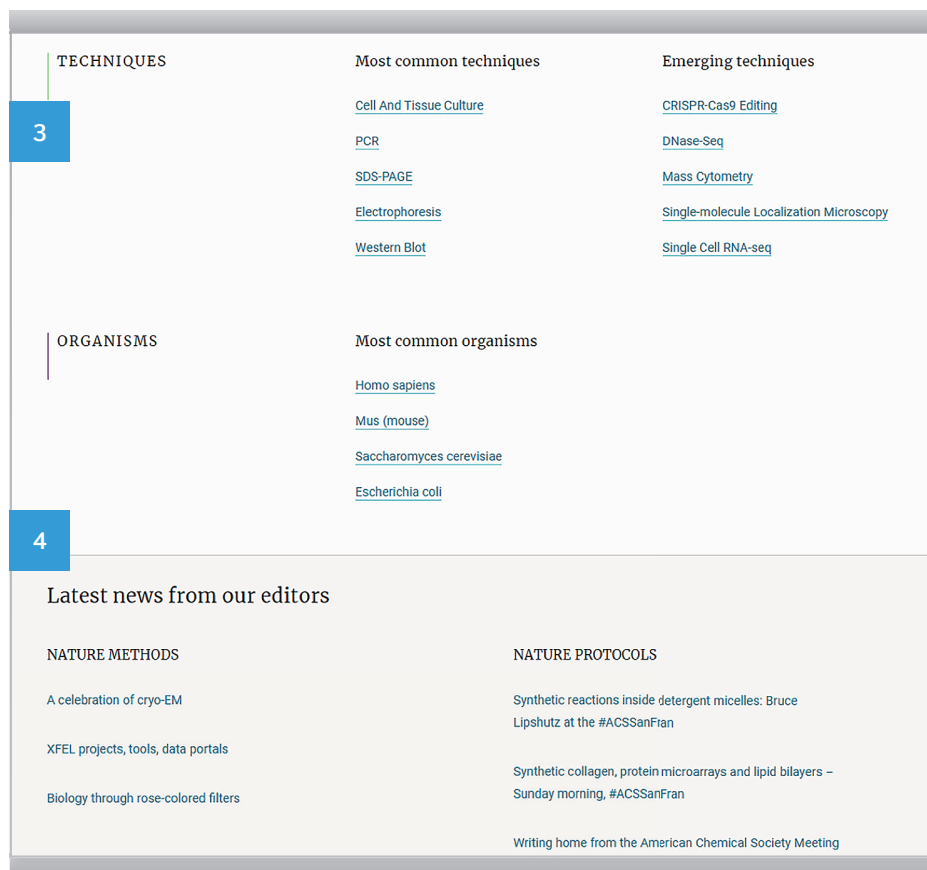 TECHNIQUES
Most common techniques
Emerging techniques
3
Cell And Tissue Culture
CRISPR-Cas9 Editing
PCR
DNase-Seq
SDS-PAGE
Mass Cytometry
Electrophoresis
Single-molecule Localization Microscopy
Western Blot
Single Cell RNA-seq
ORGANISMS
Most common organisms
Homo sapiens
Mus (mouse)
Saccharomyces cerevisiae
Escherichia coli
4
Latest news from our editors
NATURE METHODS
A celebration of cryo-EM
XFEL projects, tools, data portals
Biology through rose-colored filters
NATURE PROTOCOLS
Synthetic reactions inside detergent micelles: Bruce
Lipshutz at the #ACSSanFran
Synthetic collagen, protein microarrays and lipid bilayers –
Sunday morning, #ACSSanFran
Writing home from the American Chemical Society Meeting